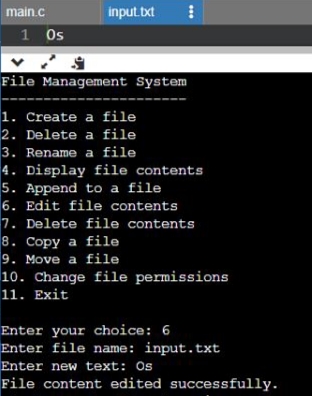 main.c input.txt
1 Os
File Management System
----------------------
1. Create a file
2. Delete a file
3. Rename a file
4. Display file contents
5. Append to a file
6. Edit file contents
7. Delete file contents
8. Copy a file
9. Move a file
10. Change file permissions
11. Exit
Enter your choice: 6
Enter file name: input.txt
Enter new text: Os
File content edited successfully.